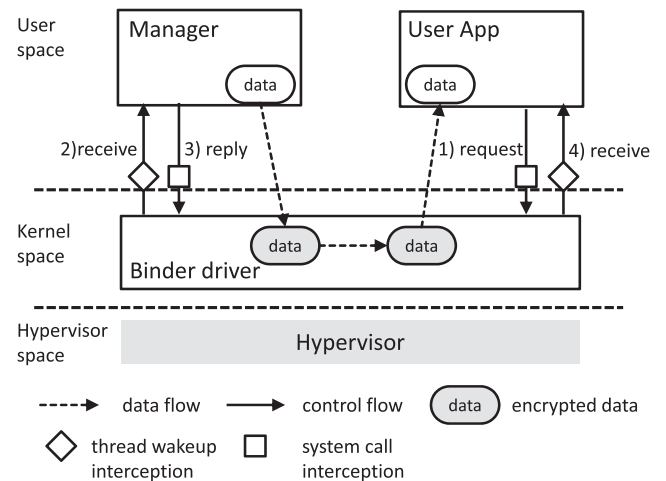 User
space
Manager
data
User App
data
2)receive
3) reply
1) request
4) receive
Kernel
space
data
data
Binder driver
Hypervisor
space
Hypervisor
data flow
control flow
data
encrypted data
thread wakeup
interception
system call
interception